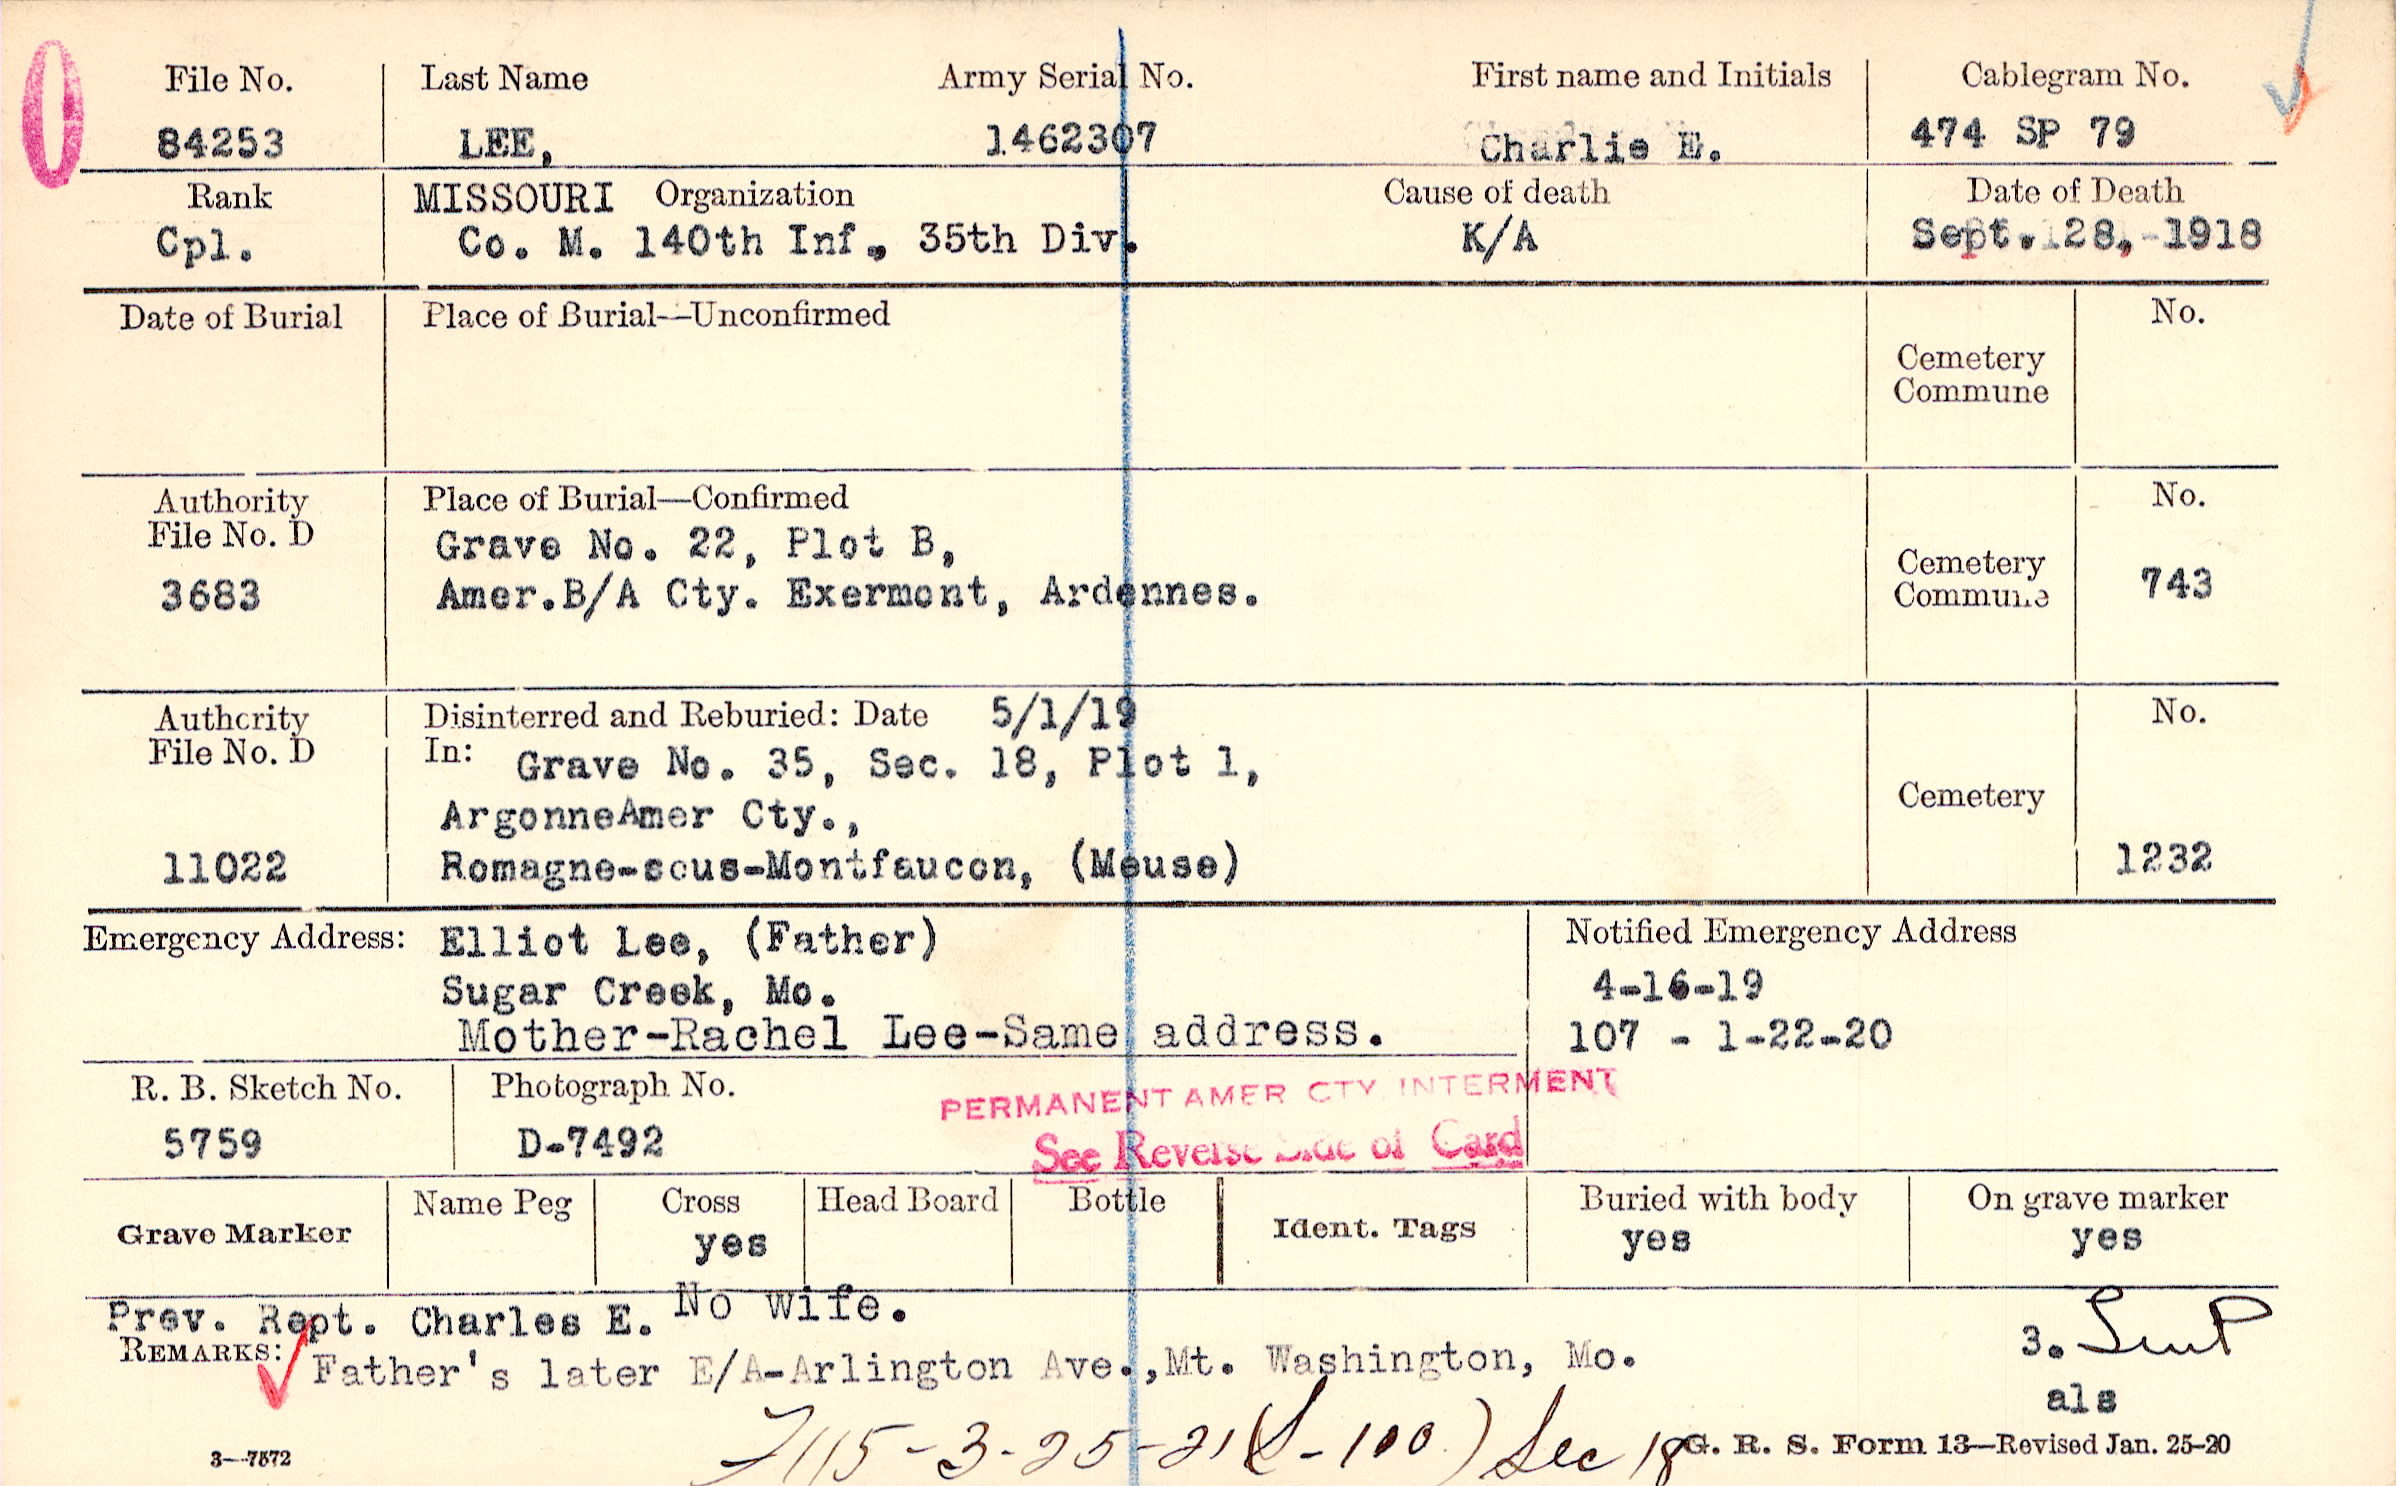 File No. Last Name Army Serial No. First name and Initials Cablegram No.
84253 LEE, 1462307 Charlie E. 474 SP 79
Rank MISSOURI Organization Cause of death Date of Death
Cpl. Co. M. 140th Inf., 35th Div. K/A Sept. 28, 1918
Date of Burial Place of Burial—Unconfirmed No.
Cemetery
Commune
Authority Place of Burial—Confirmed No.
File No. D Grave No. 22, Plot B,
3683 Amer.B/A Cty. Exermont, Ardennes. Cemetery
Commune 743
Authority Disinterred and Reburied: Date 5/1/19 No.
File No. D In: Grave No. 35, Sec. 18, Plot 1,
ArgonneAmer Cty., Cemetery
11022 Romagne-sous-Montfaucon, (Meuse) 1232
Emergency Address: Elliot Lee, (Father) Notified Emergency Address
Sugar Creek, Mo. 4-16-19
Mother-Rachel Lee-Same address. 107 - 1-22-20
R. B. Sketch No. Photograph No. PERMANENT AMER CTY INTERMENT
5759 D-7492 See Reverse Side of Card
Grave Marker Name Peg Cross Head Board Bottle Ident. Tags Buried with body On grave marker
yes yes yes
Prev. Rept. Charles E. No wife.
REMARKS: Father's later E/A-Arlington Ave.,Mt. Washington, Mo. 3.
als
115-3-25-21 (S-100) Sec 18
3—7572 G. R. S. Form 13—Revised Jan. 25-20